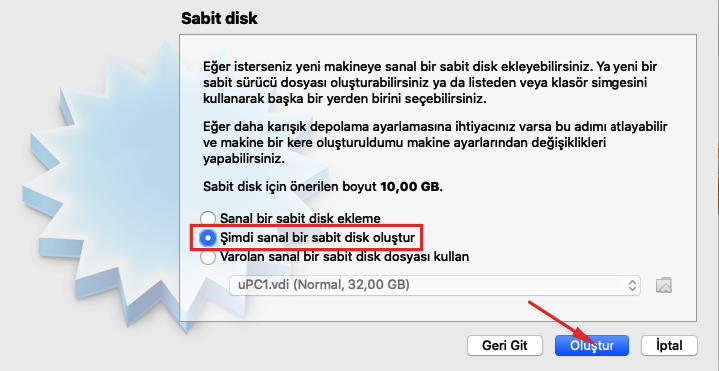 Sabit disk
Eğer isterseniz yeni makineye sanal bir sabit disk ekleyebilirsiniz. Ya yeni bir
sabit sürücü dosyası oluşturabilirsiniz ya da listeden veya klasör simgesini
kullanarak başka bir yerden birini seçebilirsiniz.
Eğer daha karışık depolama ayarlamasına ihtiyacınız varsa bu adımı atlayabilir
ve makine bir kere oluşturuldumu makine ayarlarından değişiklikleri
yapabilirsiniz.
Sabit disk için önerilen boyut 10,00 GB.
Sanal bir sabit disk ekleme
Şimdi sanal bir sabit disk oluştur
Varolan sanal bir sabit disk dosyası kullan
uPC1.vdi (Normal, 32,00 GB)
Geri Git
Oluştur
İptal